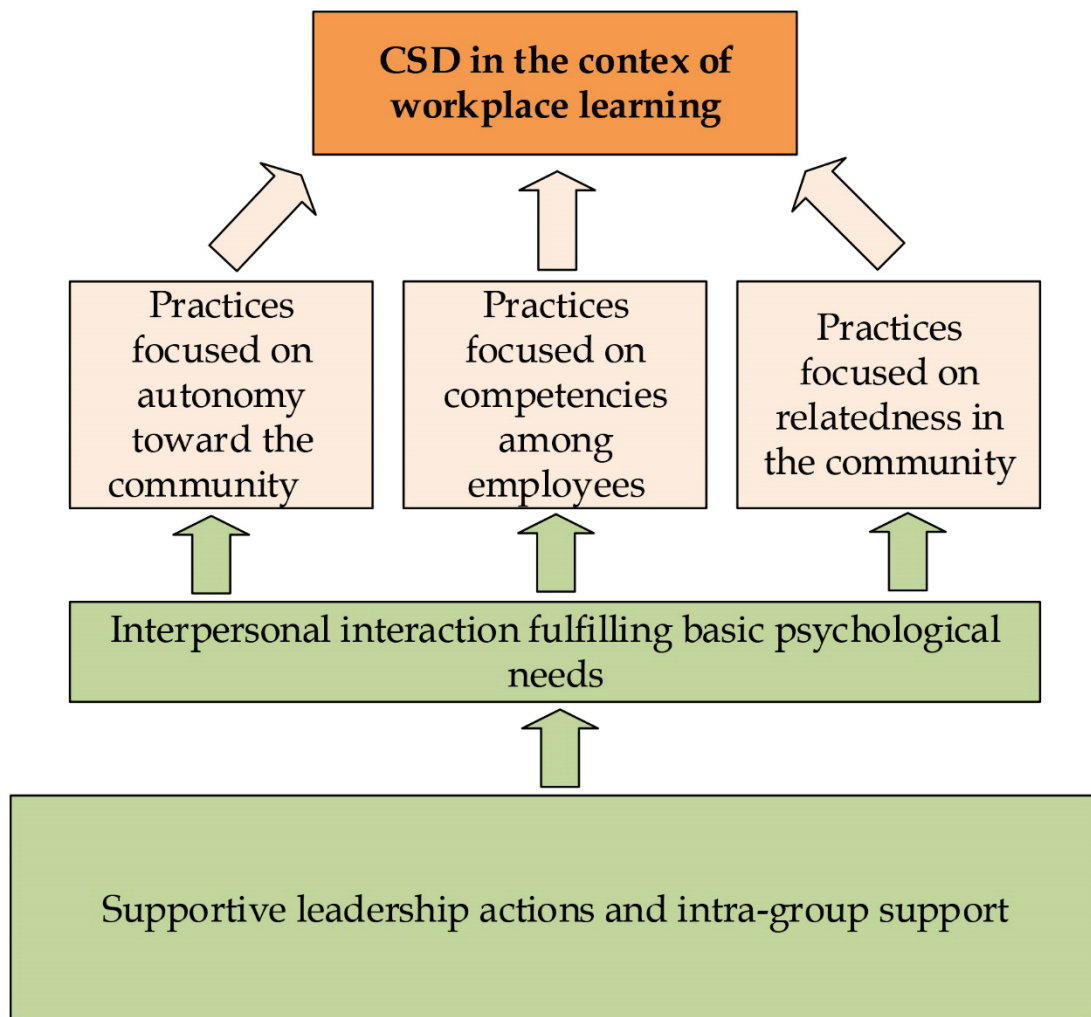 CSD in the contex of
workplace learning
Practices
focused on
autonomy
toward the
community
Practices
focused on
competencies
among
employees
Practices
focused on
relatedness in
the community
Interpersonal interaction fulfilling basic psychological
needs
Supportive leadership actions and intra-group support